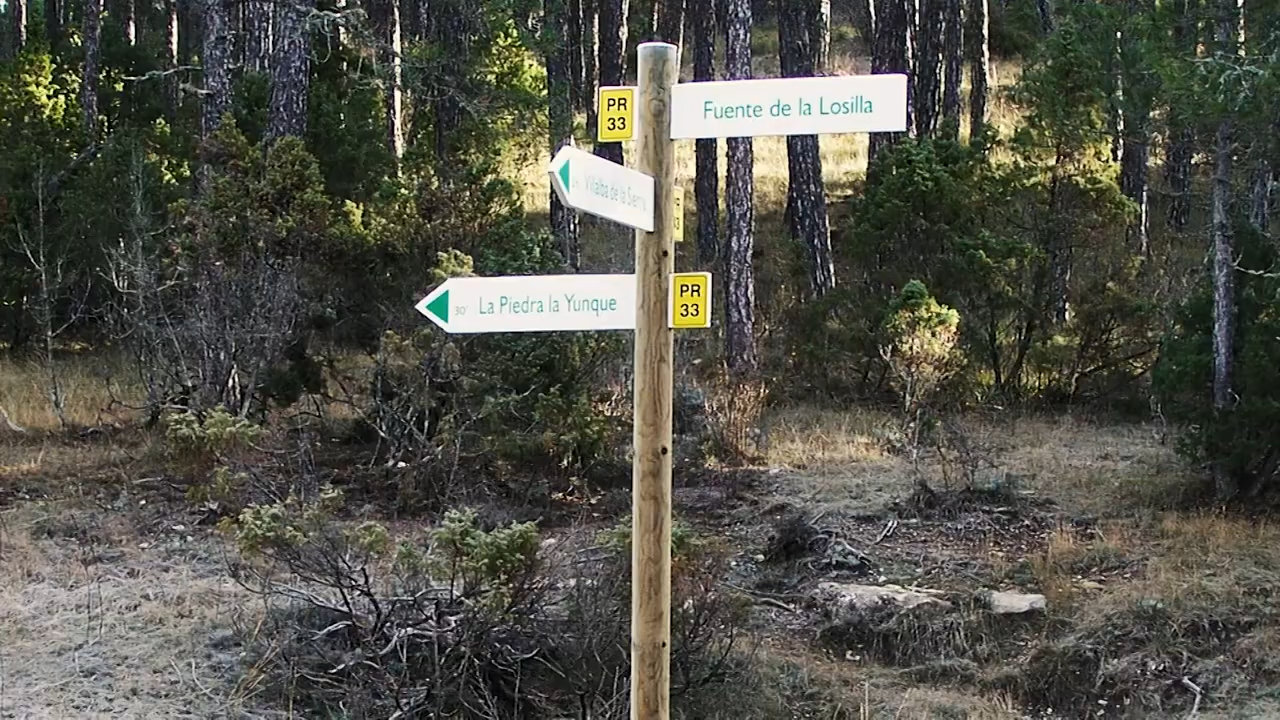 PR
33
Fuente de la Losilla
Villalba de la Sierra
30' La Piedra la Yunque
PR
33